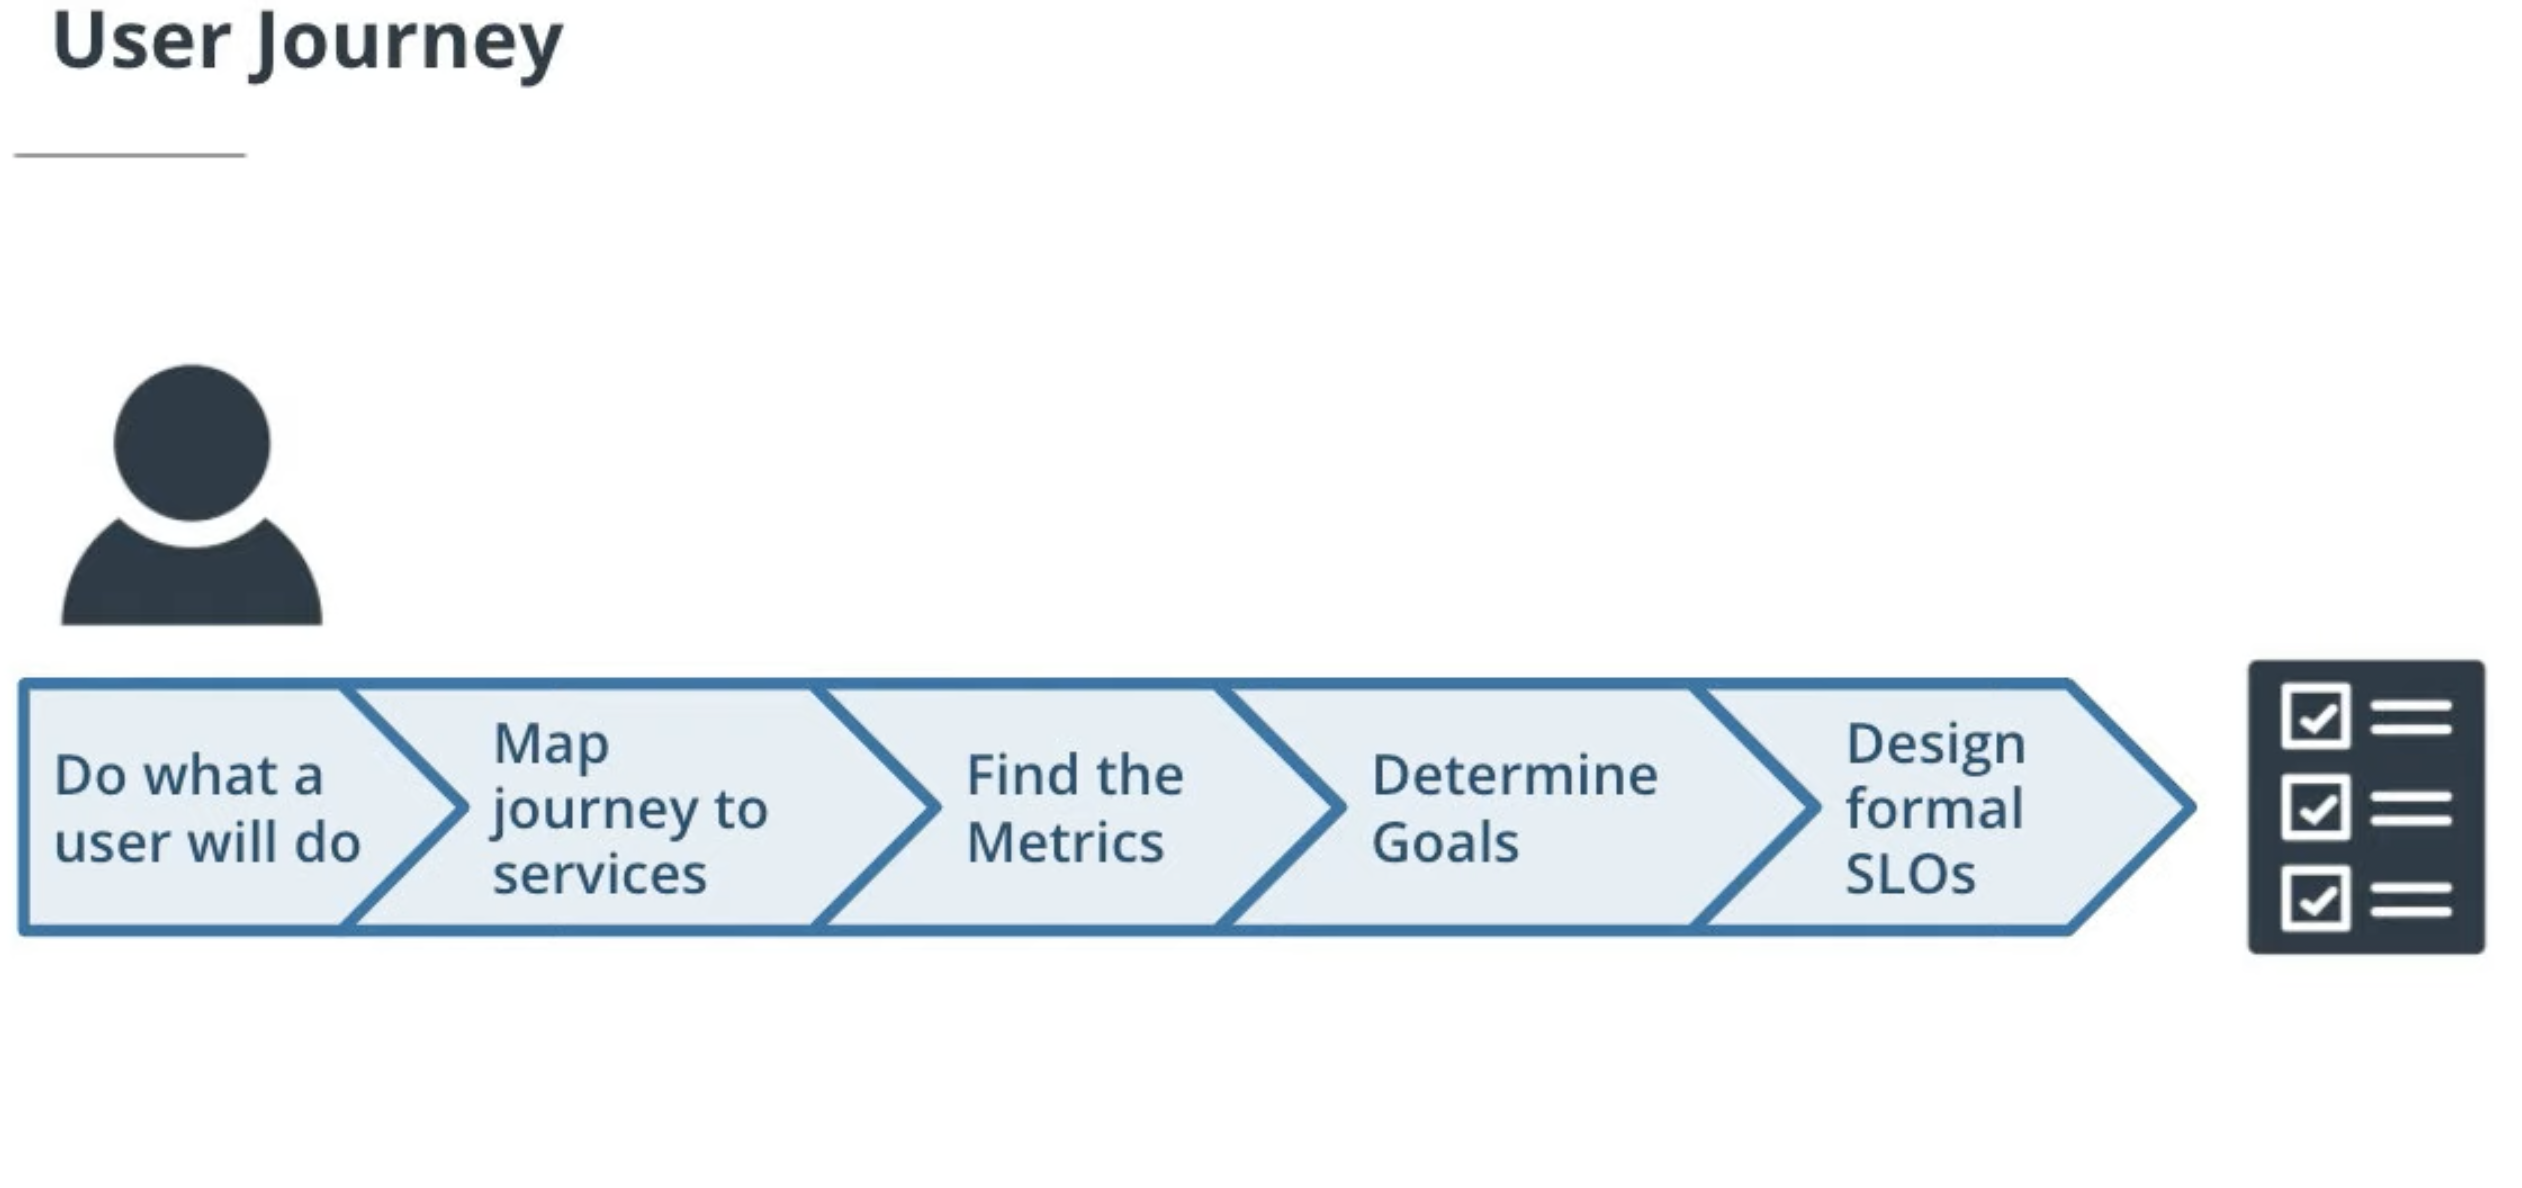 User Journey
Do what a
user will do
Map
journey to
services
Find the
Metrics
Determine
Goals
Design
formal
SLOs